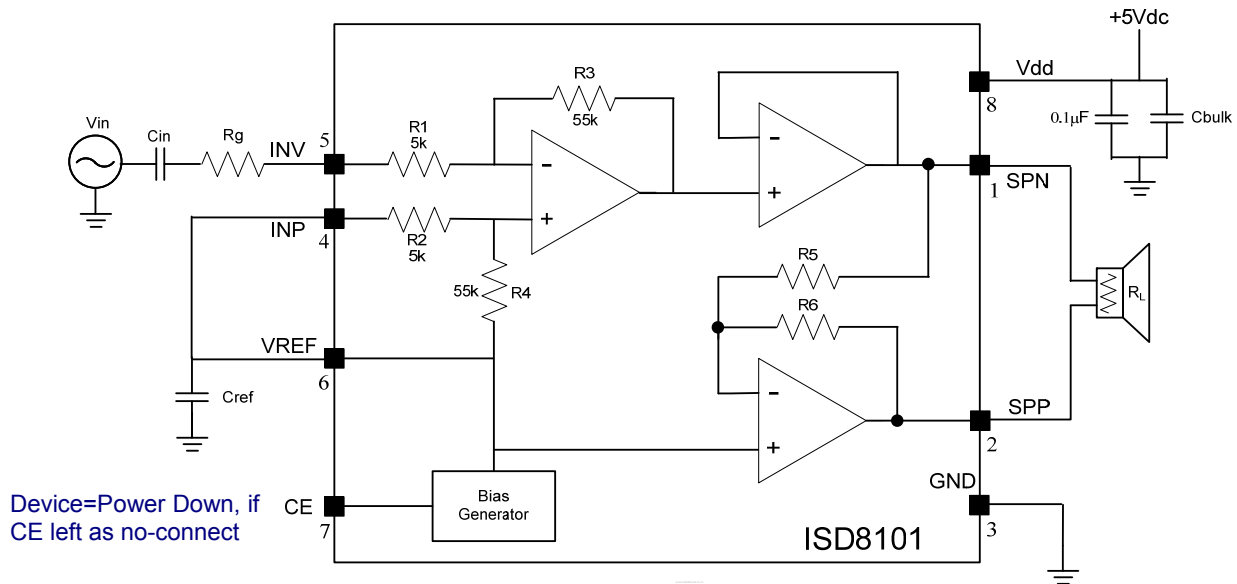 +5Vdc
Vdd
8
0.1μF
Cbulk
R3
55k
Vin
Cin
Rg
INV
5
R1
5k
-
+
-
+
1
SPN
INP
4
R2
5k
55k
R4
R5
R6
RL
VREF
6
Cref
-
+
SPP
2
Device=Power Down, if
CE left as no-connect
CE
7
Bias
Generator
GND
3
ISD8101